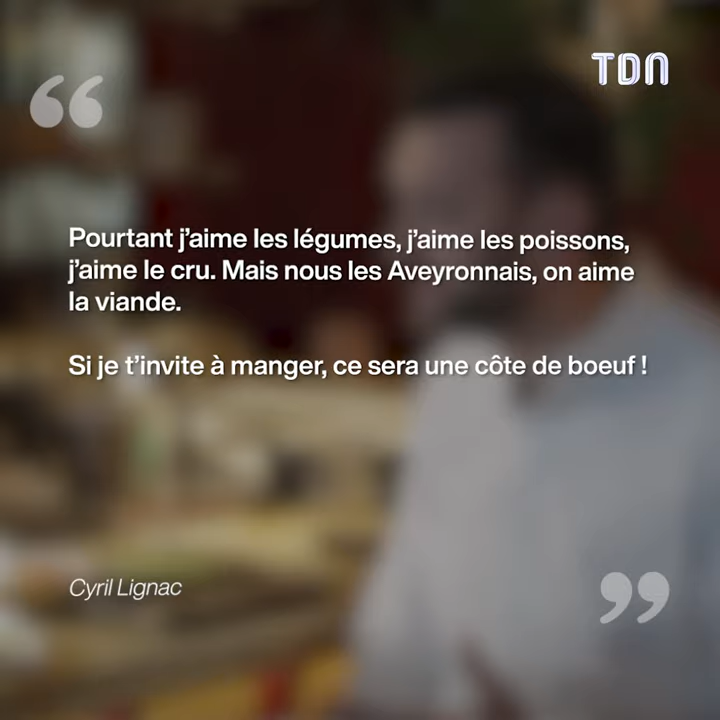 TDN
“
Pourtant j’aime les légumes, j’aime les poissons,
j’aime le cru. Mais nous les Aveyronnais, on aime
la viande.
Si je t’invite à manger, ce sera une côte de boeuf !
Cyril Lignac
”